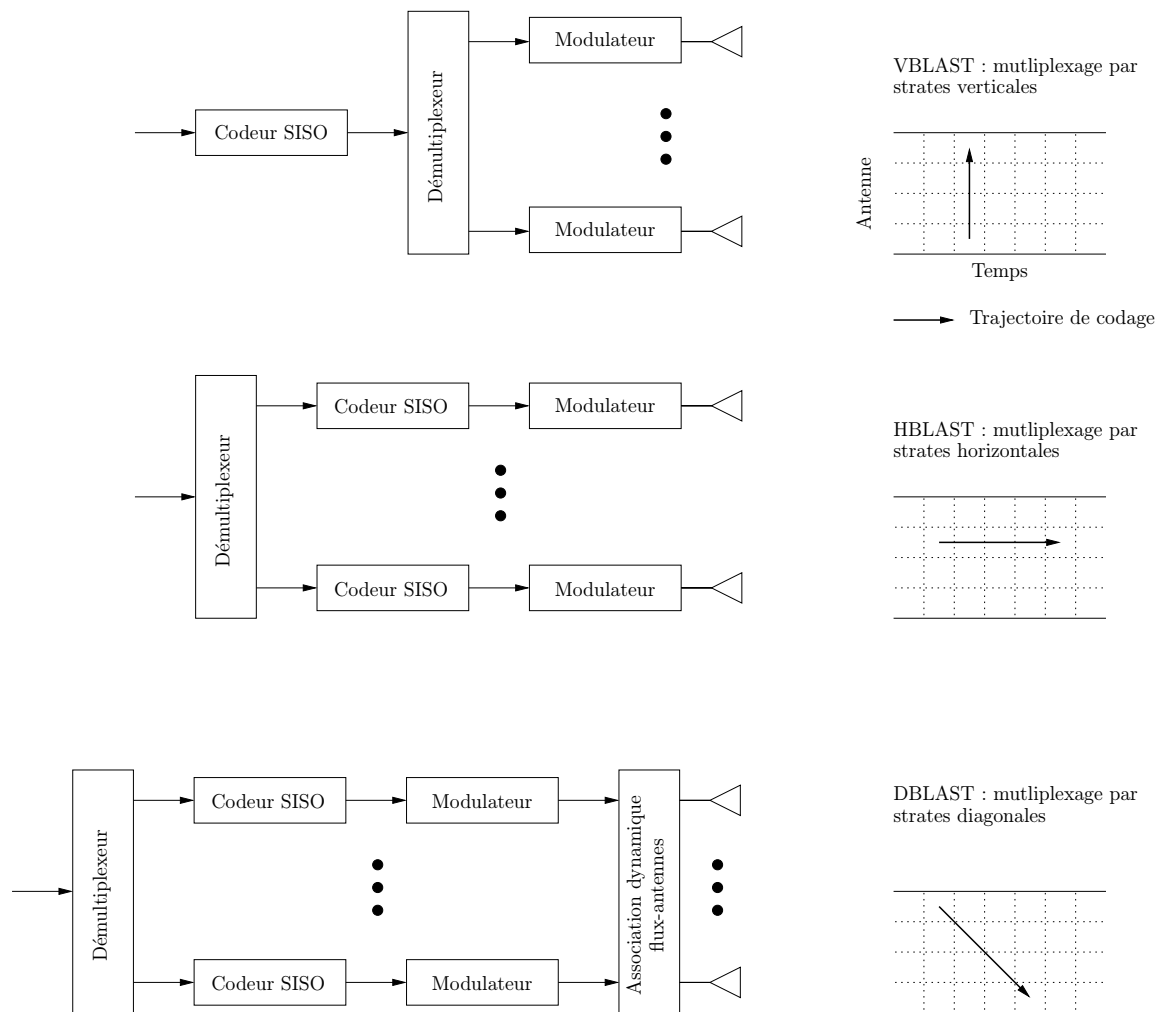 Modulateur
Codeur SISO
Démultiplexeur
Modulateur
VBLAST : mutliplexage par
strates verticales
Antenne
Temps
Trajectoire de codage
Démultiplexeur
Codeur SISO
Modulateur
Codeur SISO
Modulateur
HBLAST : mutliplexage par
strates horizontales
Démultiplexeur
Codeur SISO
Modulateur
Codeur SISO
Modulateur
Association dynamique
flux-antennes
DBLAST : mutliplexage par
strates diagonales